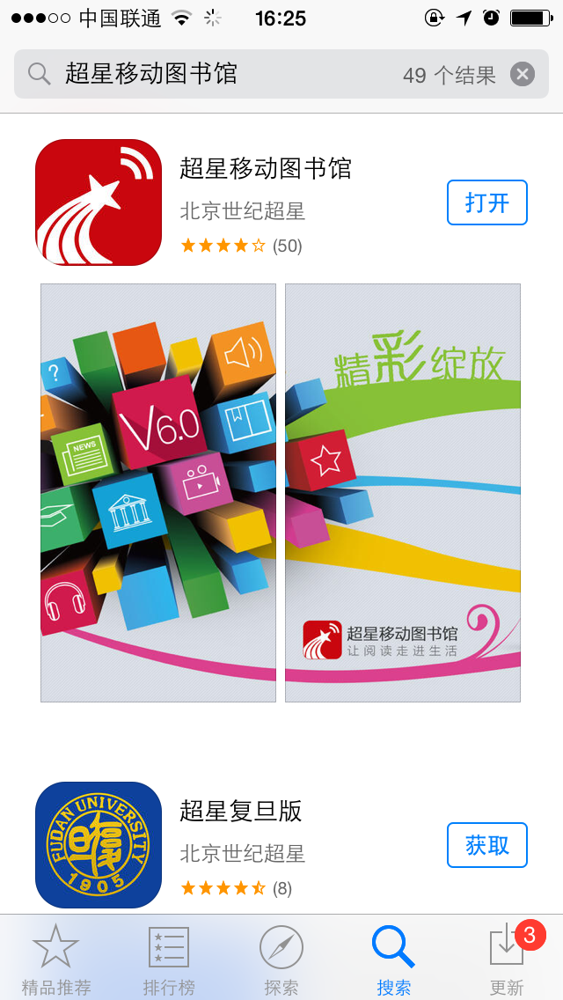 中国联通 16:25
超星移动图书馆 49 个结果
超星移动图书馆
北京世纪超星
(50)
打开
?
NEWS
V6.0
精彩绽放
超星移动图书馆
让阅读走进生活
超星复旦版
北京世纪超星
(8)
获取
FUDAN UNIVERSITY
1905
3
精品推荐 排行榜 探索 搜索 更新